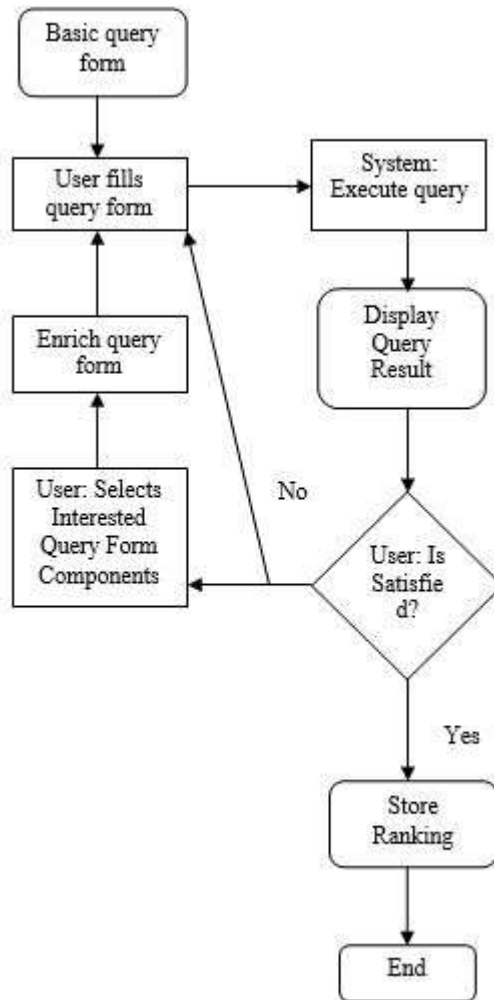 Basic query
form
User fills
query form
System:
Execute query
Enrich query
form
Display
Query
Result
User: Selects
Interested
Query Form
Components
No
User: Is
Satisfie
d?
Yes
Store
Ranking
End